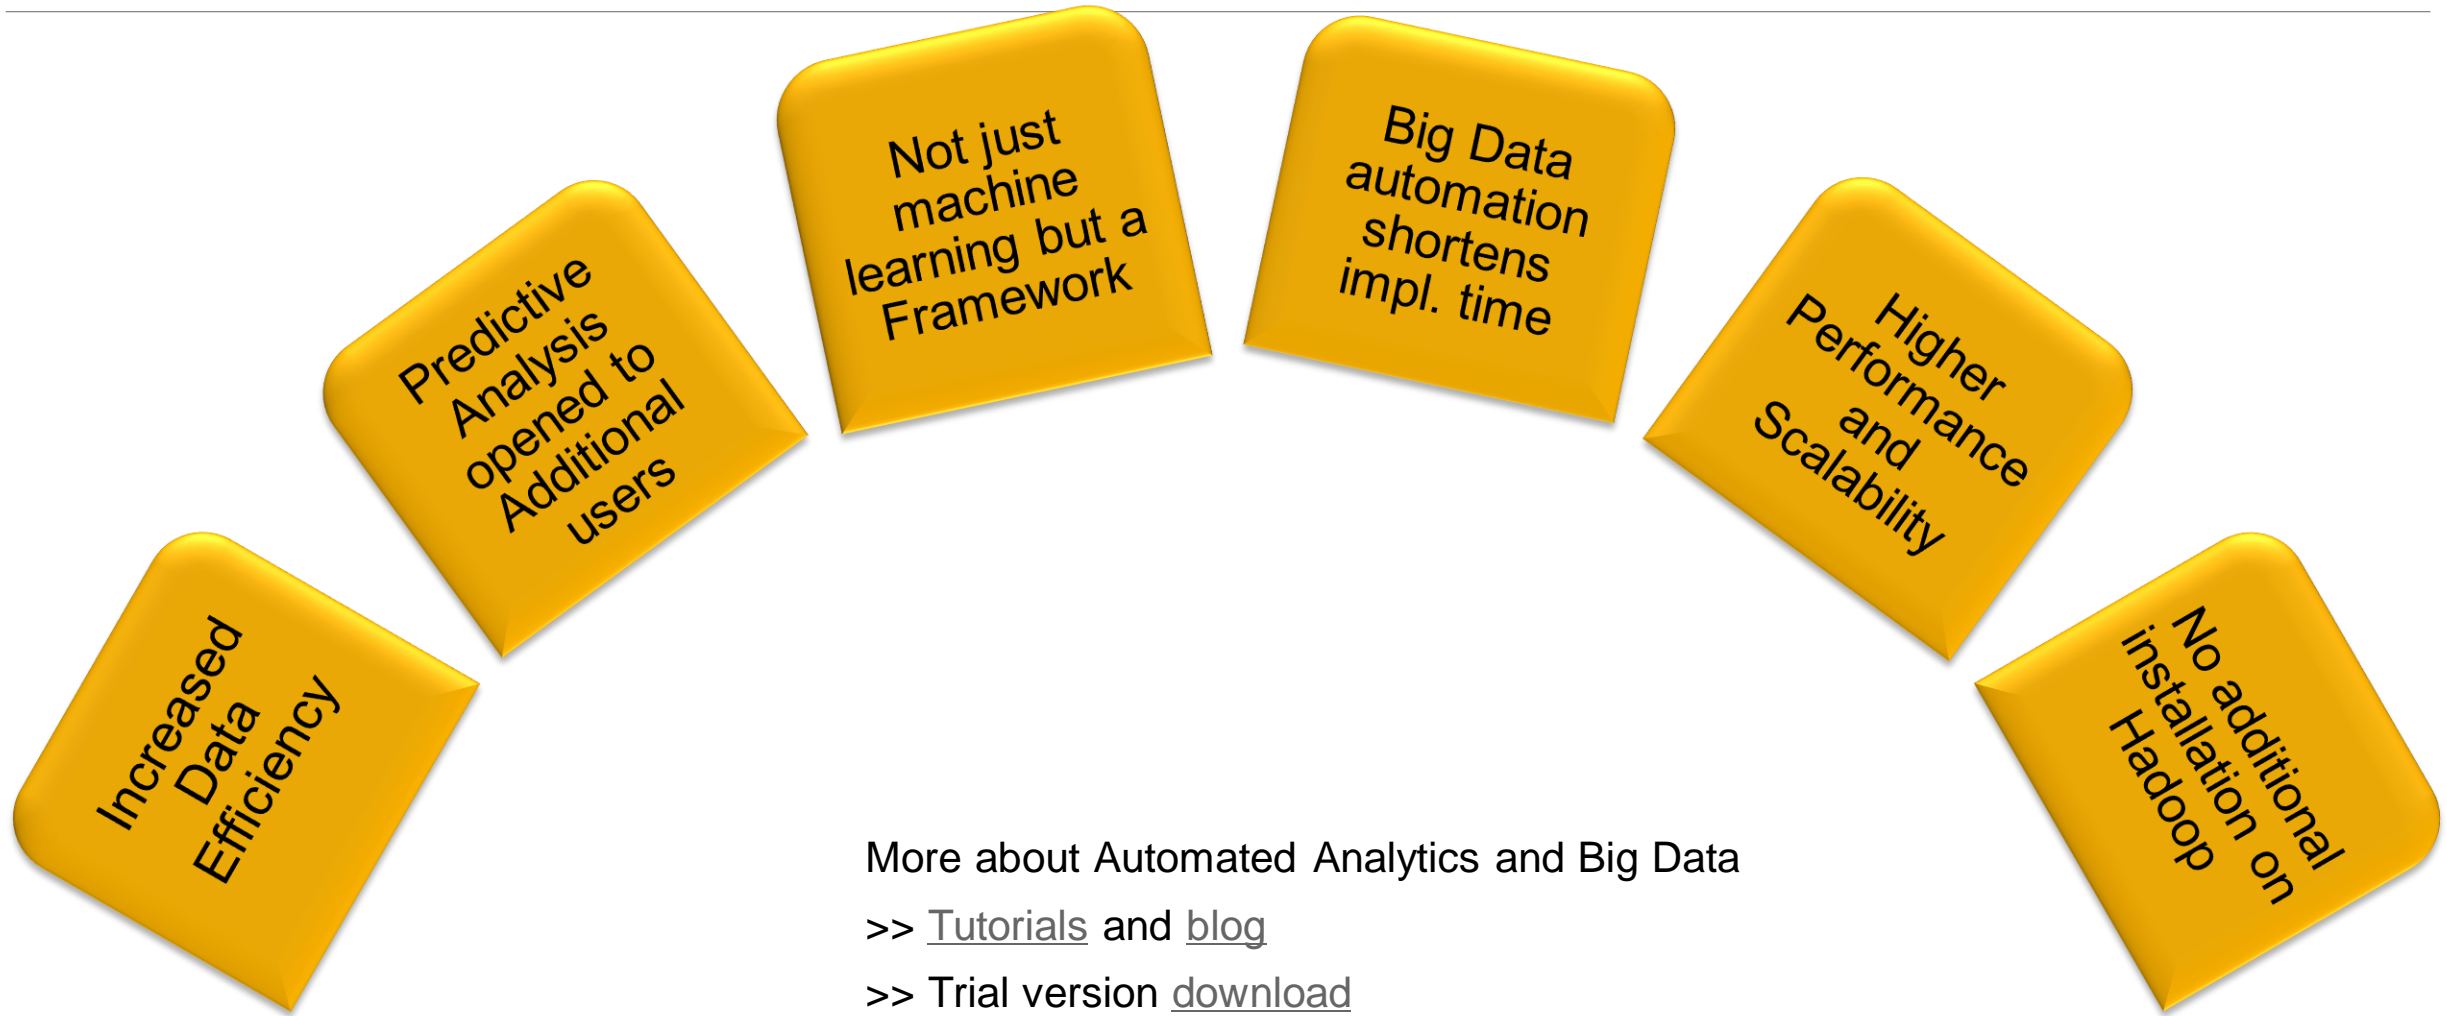 Increased
Data
Efficiency
Predictive
Analysis
opened to
Additional
users
Not just
machine
learning but a
Framework
Big Data
automation
shortens
impl. time
Higher
Performance
and
Scalability
No additional
installation on
Hadoop
More about Automated Analytics and Big Data
>> Tutorials and blog
>> Trial version download